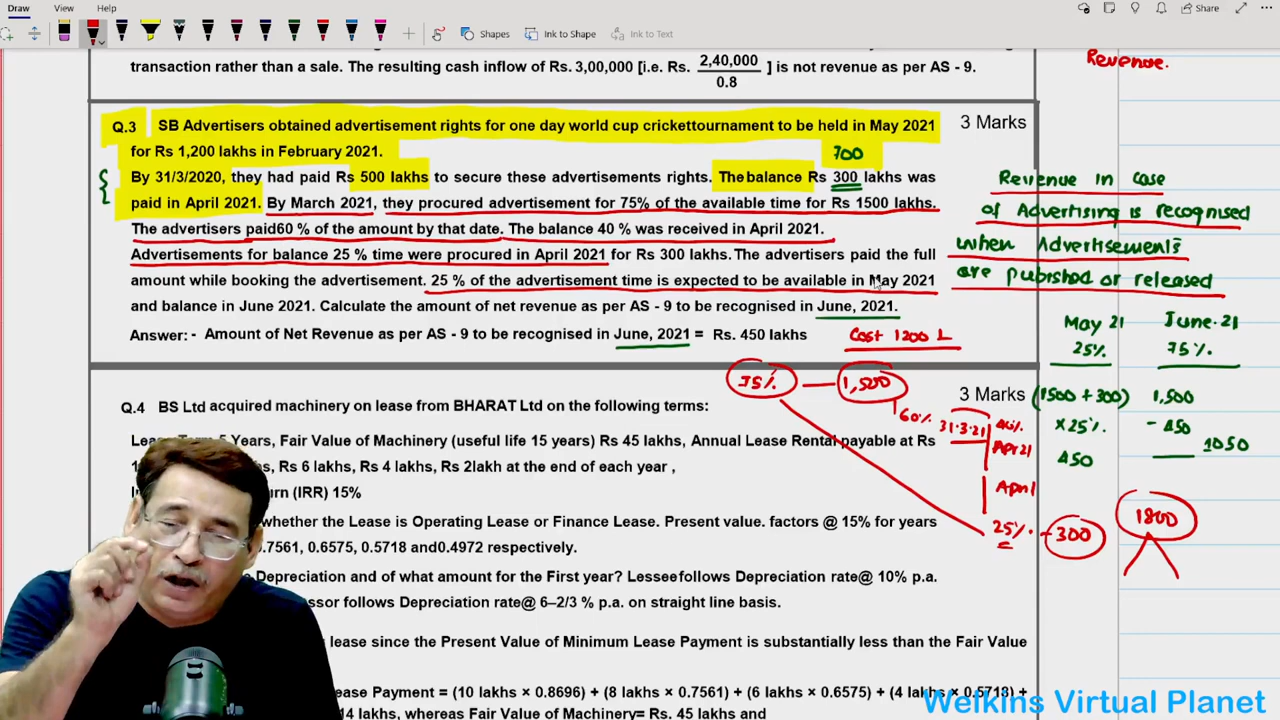 Draw View Help
Shapes Ink to Shape Ink to Text Share
transaction rather than a sale. The resulting cash inflow of Rs. 3,00,000 [i.e. Rs. 2,40,000 / 0.8 ] is not revenue as per AS - 9.
Revenue.
Q.3 SB Advertisers obtained advertisement rights for one day world cup crickettournament to be held in May 2021 3 Marks
for Rs 1,200 lakhs in February 2021.
700
By 31/3/2020, they had paid Rs 500 lakhs to secure these advertisements rights. The balance Rs 300 lakhs was
paid in April 2021. By March 2021, they procured advertisement for 75% of the available time for Rs 1500 lakhs.
The advertisers paid60 % of the amount by that date. The balance 40 % was received in April 2021.
Advertisements for balance 25 % time were procured in April 2021 for Rs 300 lakhs. The advertisers paid the full
amount while booking the advertisement. 25 % of the advertisement time is expected to be available in May 2021
and balance in June 2021. Calculate the amount of net revenue as per AS - 9 to be recognised in June, 2021.
Answer: - Amount of Net Revenue as per AS - 9 to be recognised in June, 2021 = Rs. 450 lakhs
Cost 1200 L
Revenue in case
of Advertising is recognised
when Advertisements
are pubished or released
May 21 June.21
25% 75%
(1500 + 300) 1,500
×25% - 450
450 1050
75% — 1,500
60% 31.3.21 40%
Apr 21
April
25% - 300
1800
Q.4 BS Ltd acquired machinery on lease from BHARAT Ltd on the following terms: 3 Marks
Lease Term 5 Years, Fair Value of Machinery (useful life 15 years) Rs 45 lakhs, Annual Lease Rental payable at Rs
lakhs, Rs 6 lakhs, Rs 4 lakhs, Rs 2lakh at the end of each year ,
(IRR) 15%
whether the Lease is Operating Lease or Finance Lease. Present value. factors @ 15% for years
0.7561, 0.6575, 0.5718 and0.4972 respectively.
Depreciation and of what amount for the First year? Lesseefollows Depreciation rate@ 10% p.a.
follows Depreciation rate@ 6–2/3 % p.a. on straight line basis.
lease since the Present Value of Minimum Lease Payment is substantially less than the Fair Value
Lease Payment = (10 lakhs × 0.8696) + (8 lakhs × 0.7561) + (6 lakhs × 0.6575) + (4 lakhs × 0.5718) +
14 lakhs, whereas Fair Value of Machinery= Rs. 45 lakhs and
Welkins Virtual Planet